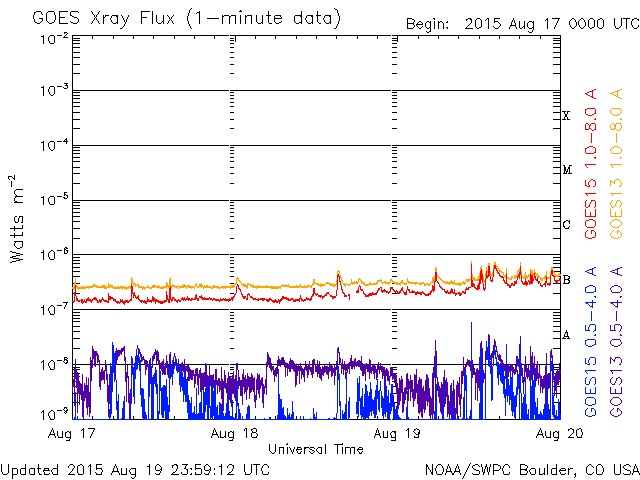 GOES Xray Flux (1-minute data)
Begin: 2015 Aug 17 0000 UTC
10-2
10-3
10-4
10-5
10-6
10-7
10-8
10-9
Watts m-2
X
M
C
B
A
GOES15 1.0-8.0 A
GOES13 1.0-8.0 A
GOES15 0.5-4.0 A
GOES13 0.5-4.0 A
Aug 17 Aug 18 Aug 19 Aug 20
Universal Time
Updated 2015 Aug 19 23:59:12 UTC
NOAA/SWPC Boulder, CO USA